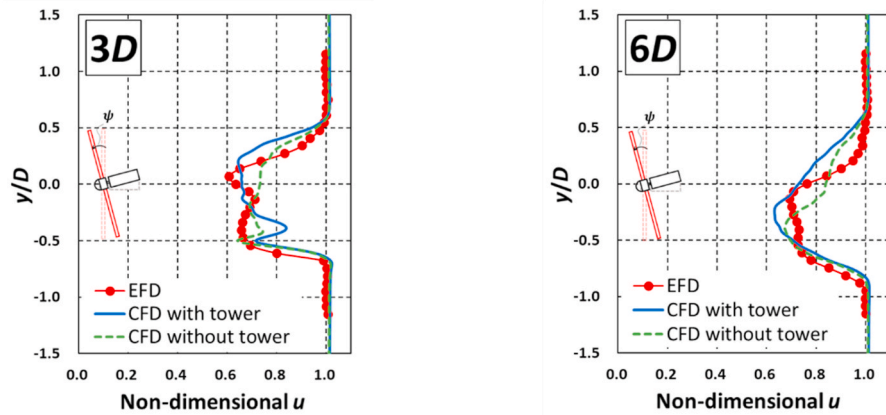 1.5
3D
ψ
1.0
0.5
0.0
-0.5
-1.0
-1.5
y/D
EFD
CFD with tower
CFD without tower
0.0 0.2 0.4 0.6 0.8 1.0
Non-dimensional u
1.5
6D
ψ
1.0
0.5
0.0
-0.5
-1.0
-1.5
y/D
EFD
CFD with tower
CFD without tower
0.0 0.2 0.4 0.6 0.8 1.0
Non-dimensional u